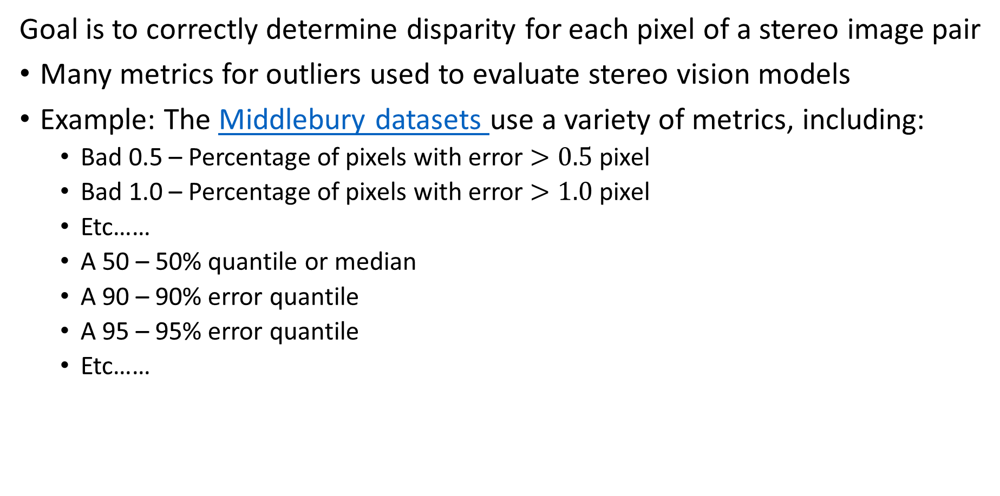 Goal is to correctly determine disparity for each pixel of a stereo image pair
• Many metrics for outliers used to evaluate stereo vision models
• Example: The Middlebury datasets use a variety of metrics, including:
• Bad 0.5 – Percentage of pixels with error > 0.5 pixel
• Bad 1.0 – Percentage of pixels with error > 1.0 pixel
• Etc……
• A 50 – 50% quantile or median
• A 90 – 90% error quantile
• A 95 – 95% error quantile
• Etc……